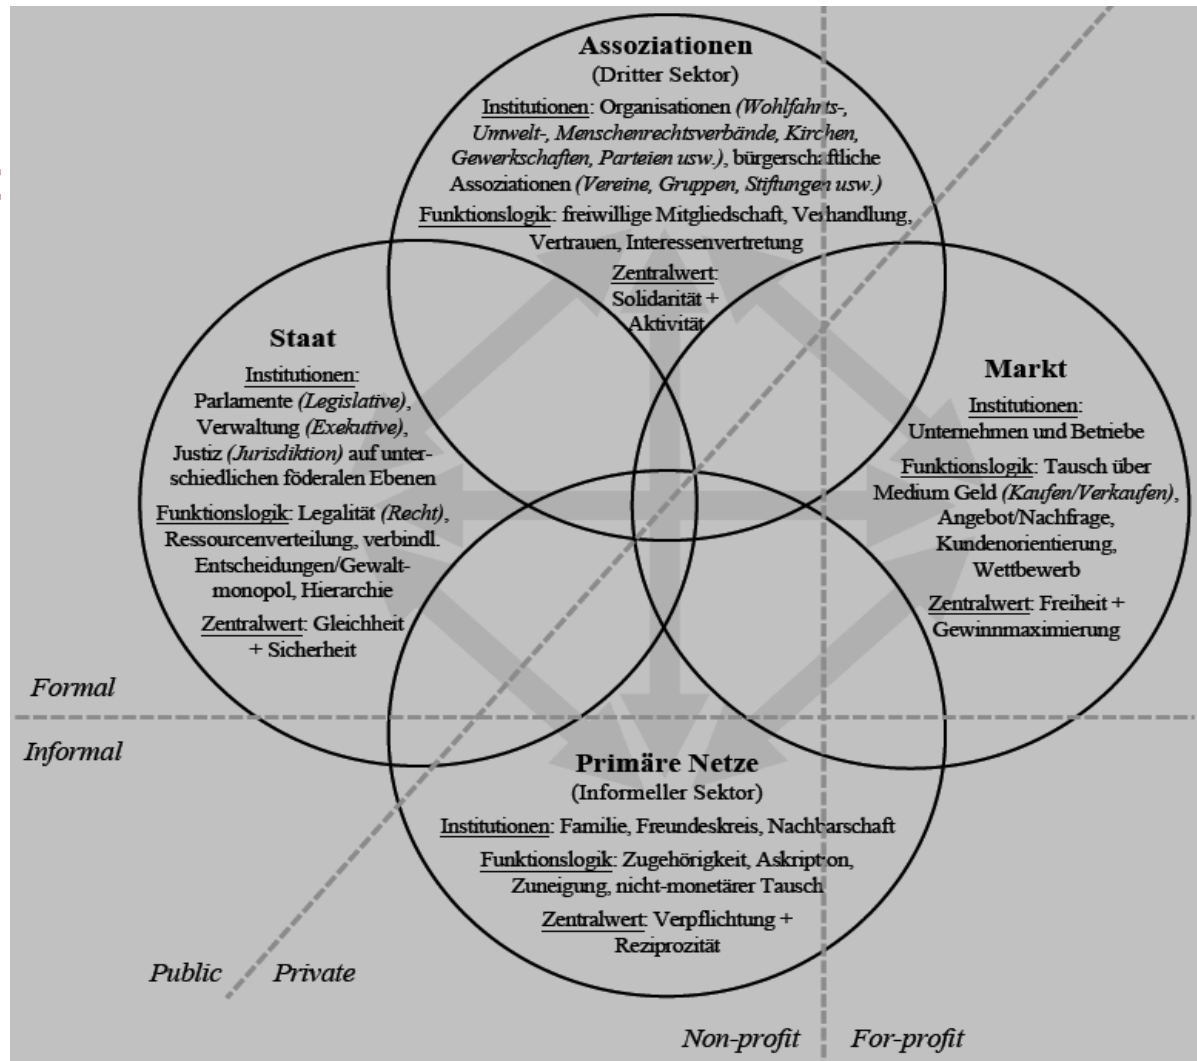 Assoziationen
(Dritter Sektor)
Institutionen: Organisationen (Wohlfahrts-,
Umwelt-, Menschenrechtsverbände, Kirchen,
Gewerkschaften, Parteien usw.), bürgerschaftliche
Assoziationen (Vereine, Gruppen, Stiftungen usw.)
Funktionslogik: freiwillige Mitgliedschaft, Verhandlung,
Vertrauen, Interessenvertretung
Zentralwert:
Solidarität +
Aktivität
Staat
Institutionen:
Parlamente (Legislative),
Verwaltung (Exekutive),
Justiz (Jurisdiktion) auf unter-
schiedlichen föderalen Ebenen
Funktionslogik: Legalität (Recht),
Ressourcenverteilung, verbindl.
Entscheidungen/Gewalt-
monopol, Hierarchie
Zentralwert: Gleichheit
+ Sicherheit
Markt
Institutionen:
Unternehmen und Betriebe
Funktionslogik: Tausch über
Medium Geld (Kaufen/Verkaufen),
Angebot/Nachfrage,
Kundenorientierung,
Wettbewerb
Zentralwert: Freiheit +
Gewinnmaximierung
Formal
Informal
Primäre Netze
(Informeller Sektor)
Institutionen: Familie, Freundeskreis, Nachbarschaft
Funktionslogik: Zugehörigkeit, Askription,
Zuneigung, nicht-monetärer Tausch
Zentralwert: Verpflichtung +
Reziprozität
Public
Private
Non-profit
For-profit